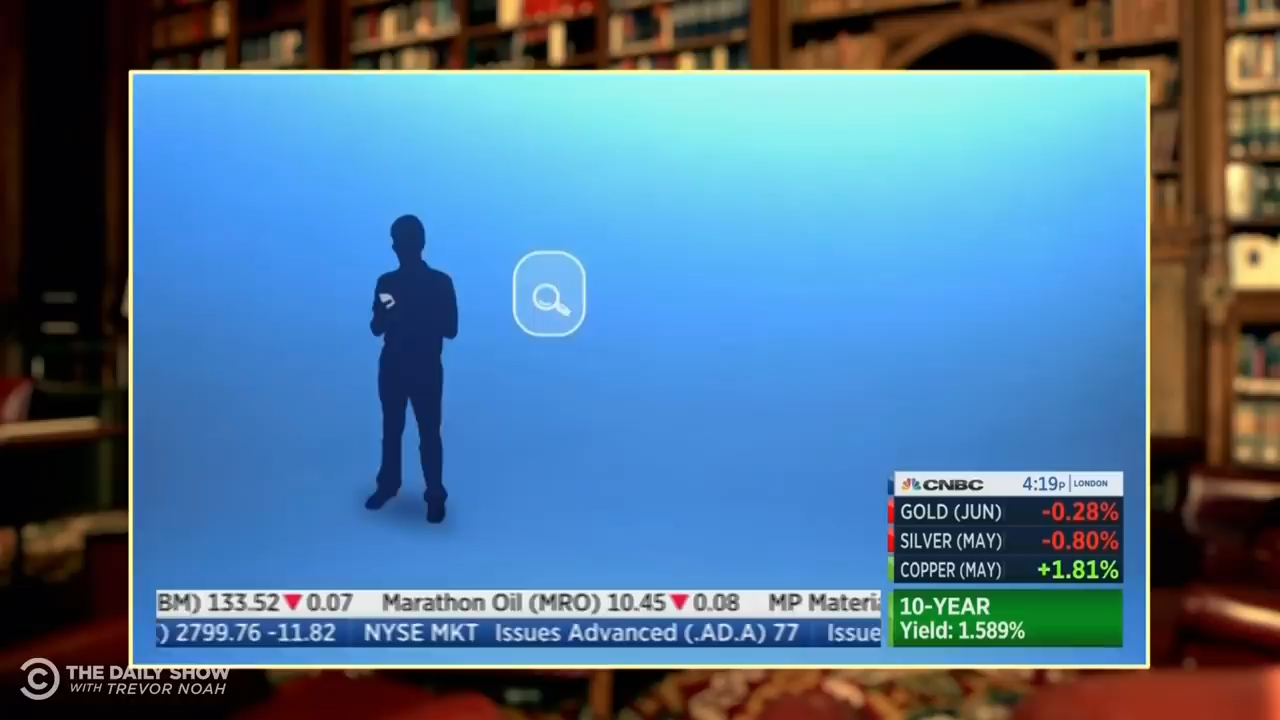 CNBC 4:19P LONDON
GOLD (JUN) -0.28%
SILVER (MAY) -0.80%
COPPER (MAY) +1.81%
BM) 133.52▼0.07 Marathon Oil (MRO) 10.45▼0.08 MP Materia
) 2799.76 -11.82 NYSE MKT Issues Advanced (.AD.A) 77 Issue
10-YEAR
Yield: 1.589%
THE DAILY SHOW
WITH TREVOR NOAH